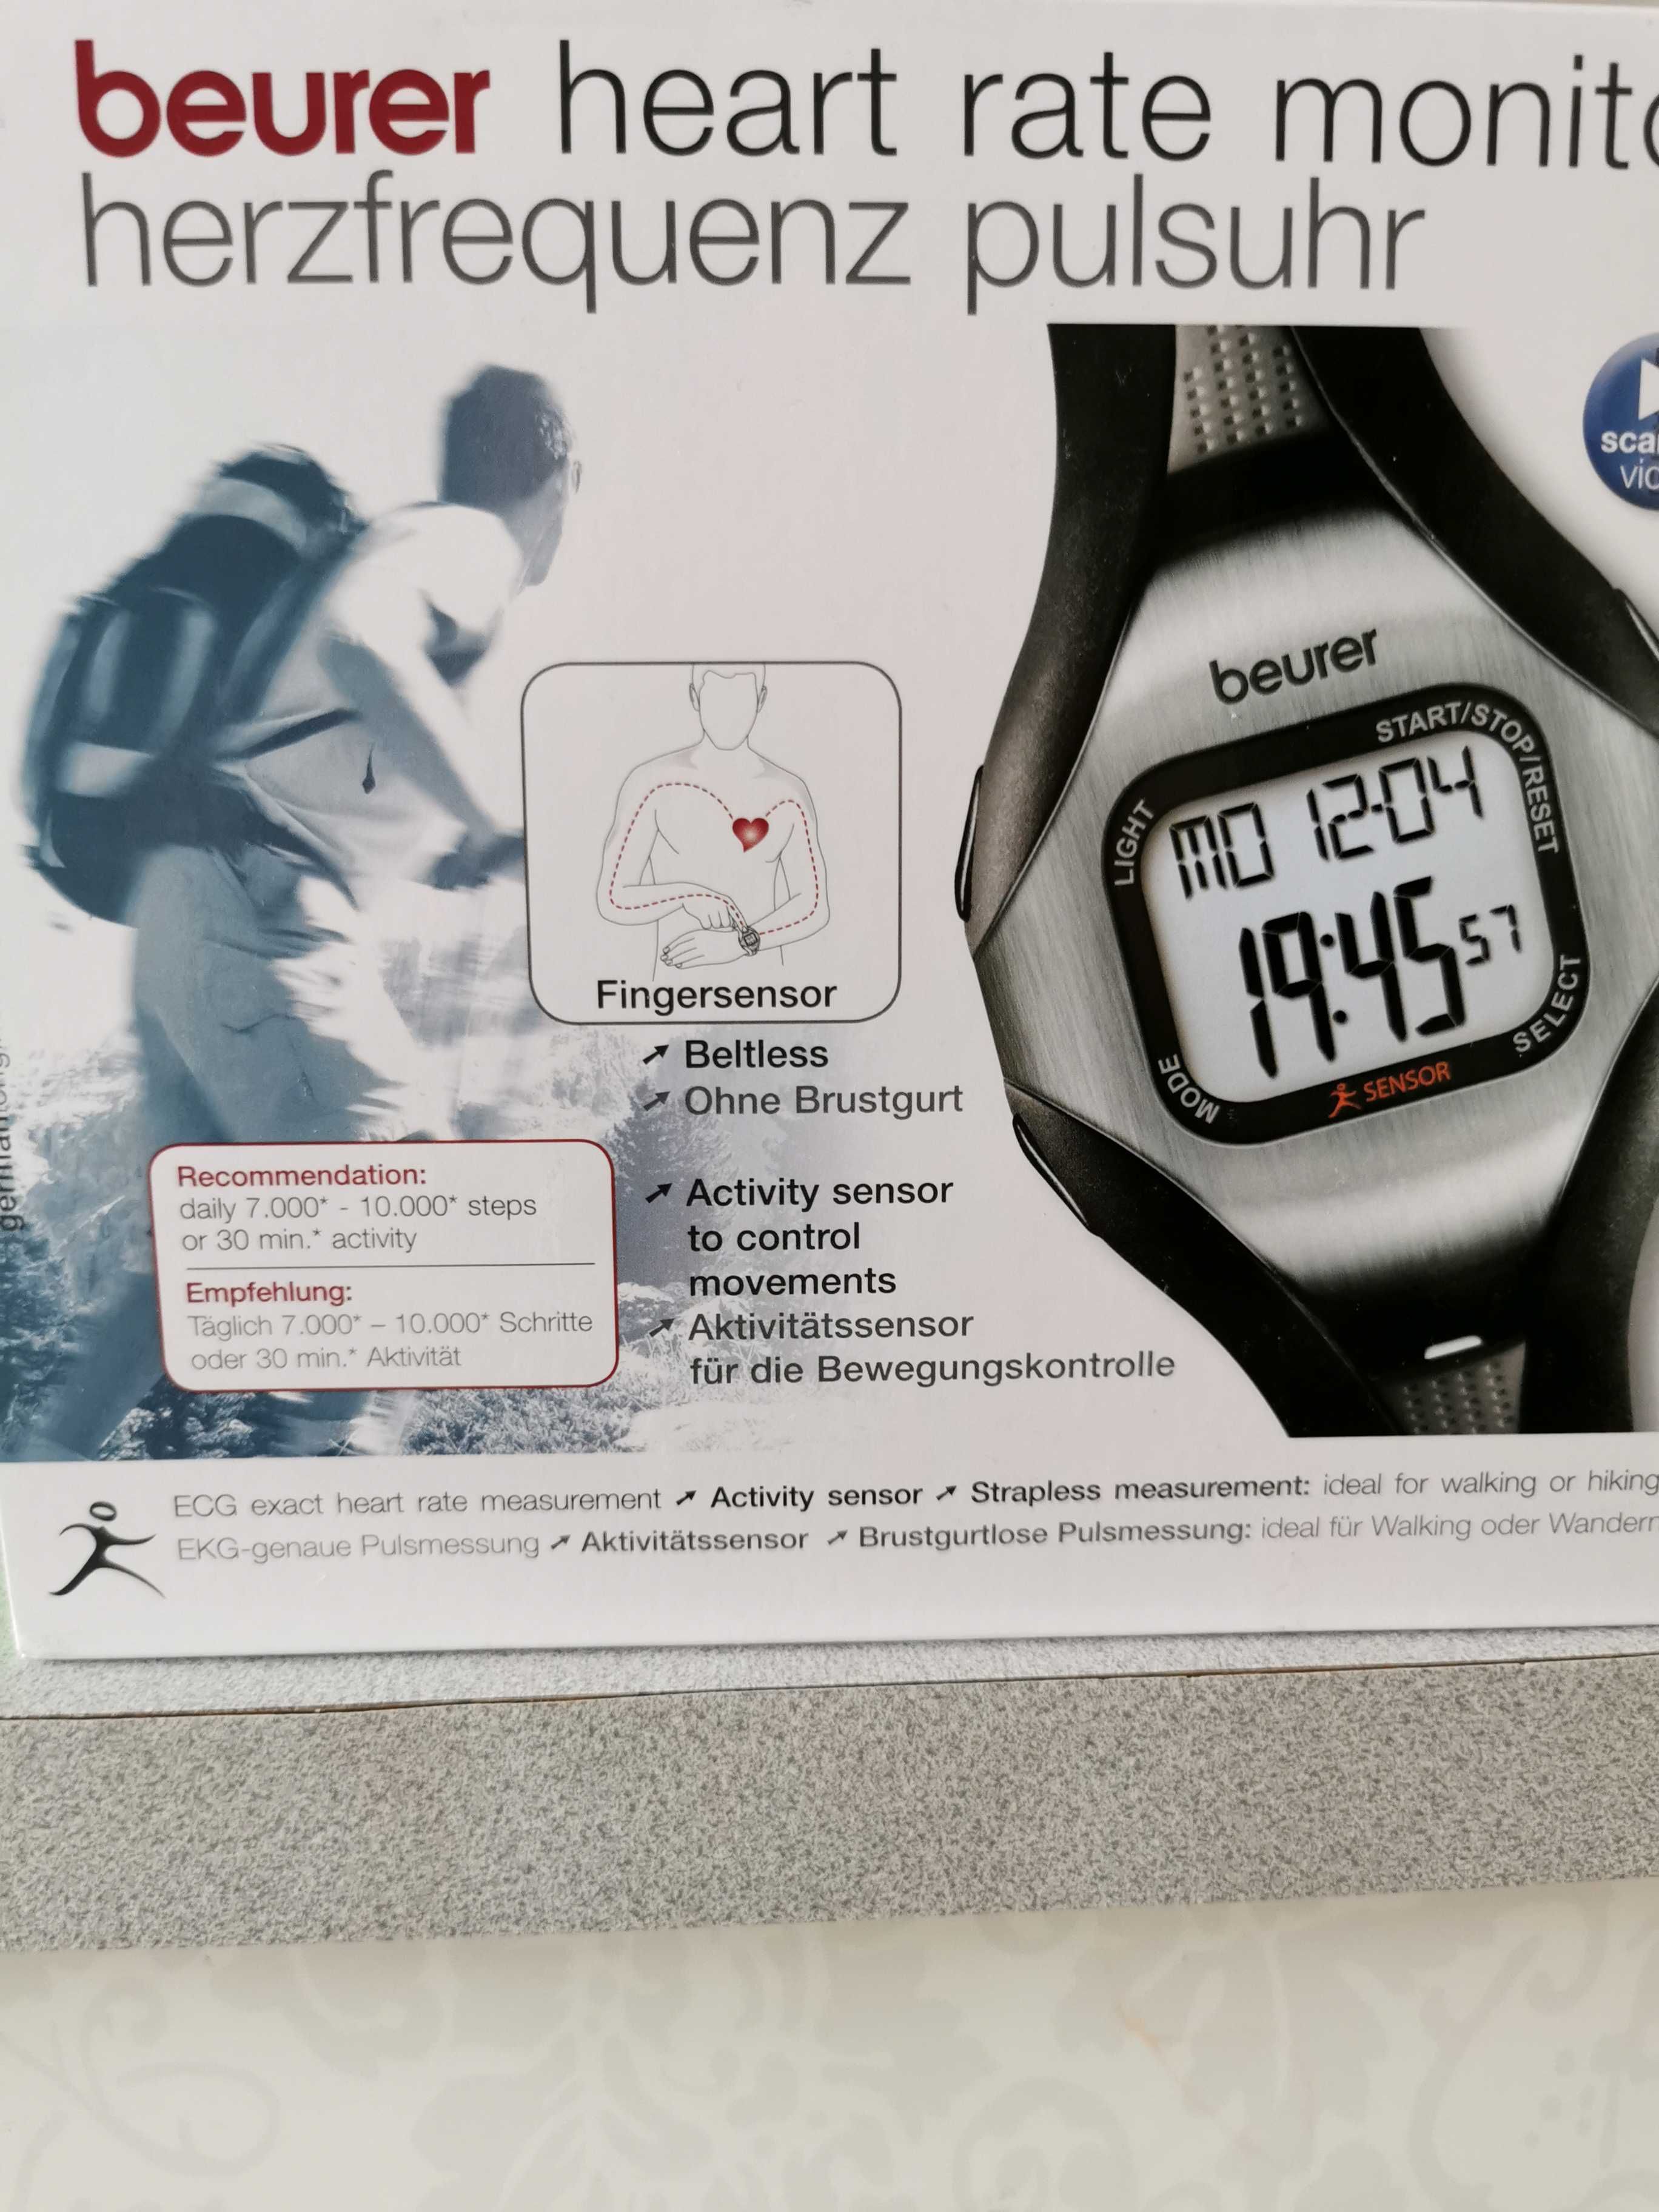 beurer heart rate monito
herzfrequenz pulsuhr
sca
vid
beurer
START/STOP/RESET
LIGHT
MO 12-04
19:45 57
SELECT
MODE
SENSOR
Fingersensor
Beltless
Ohne Brustgurt
Activity sensor
to control
movements
Aktivitätssensor
für die Bewegungskontrolle
Recommendation:
daily 7.000* - 10.000* steps
or 30 min.* activity
Empfehlung:
Täglich 7.000* – 10.000* Schritte
oder 30 min.* Aktivität
ECG exact heart rate measurement ↗ Activity sensor ↗ Strapless measurement: ideal for walking or hiking
EKG-genaue Pulsmessung ↗ Aktivitätssensor ↗ Brustgurtlose Pulsmessung: ideal für Walking oder Wandern